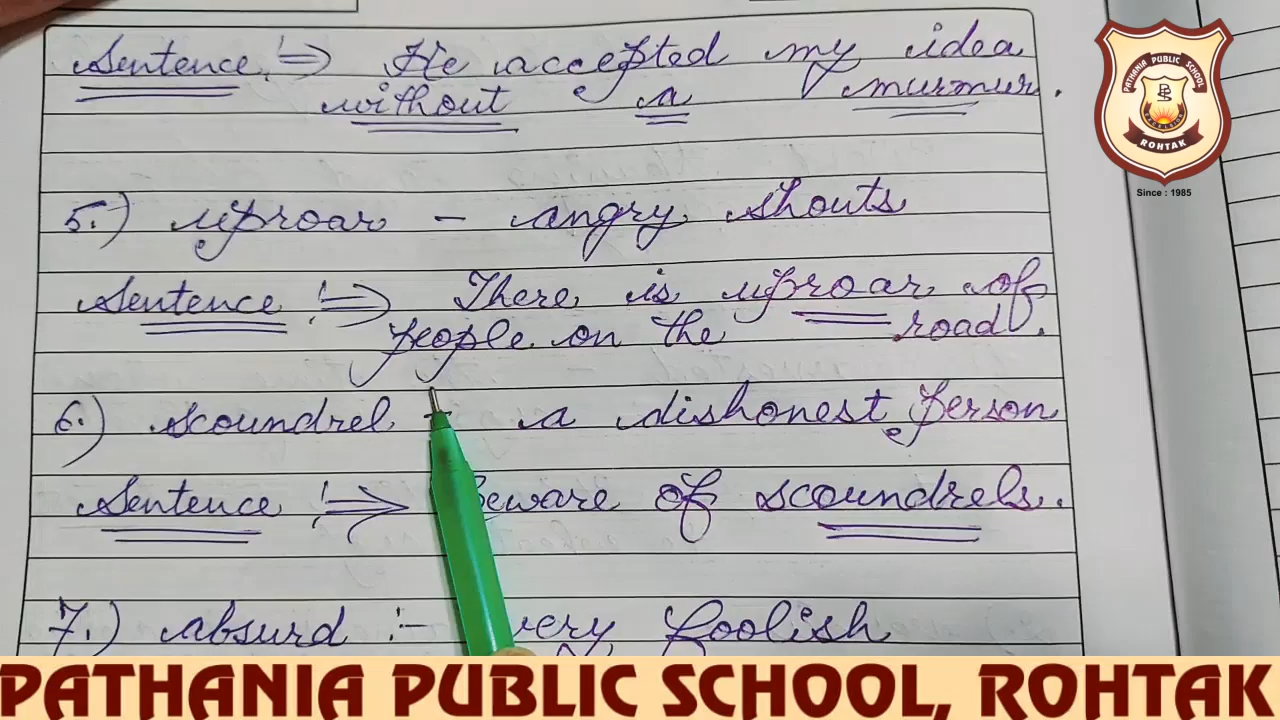 Sentence :⇒ He accepted my idea
without a murmur.
5.) uproar - angry shouts
Sentence :⇒ There is uproar of
people on the road.
6.) scoundrel - a dishonest person
Sentence :⇒ Beware of scoundrels.
7.) absurd :- very foolish
PATHANIA PUBLIC SCHOOL
ROHTAK
Since : 1985
PATHANIA PUBLIC SCHOOL, ROHTAK